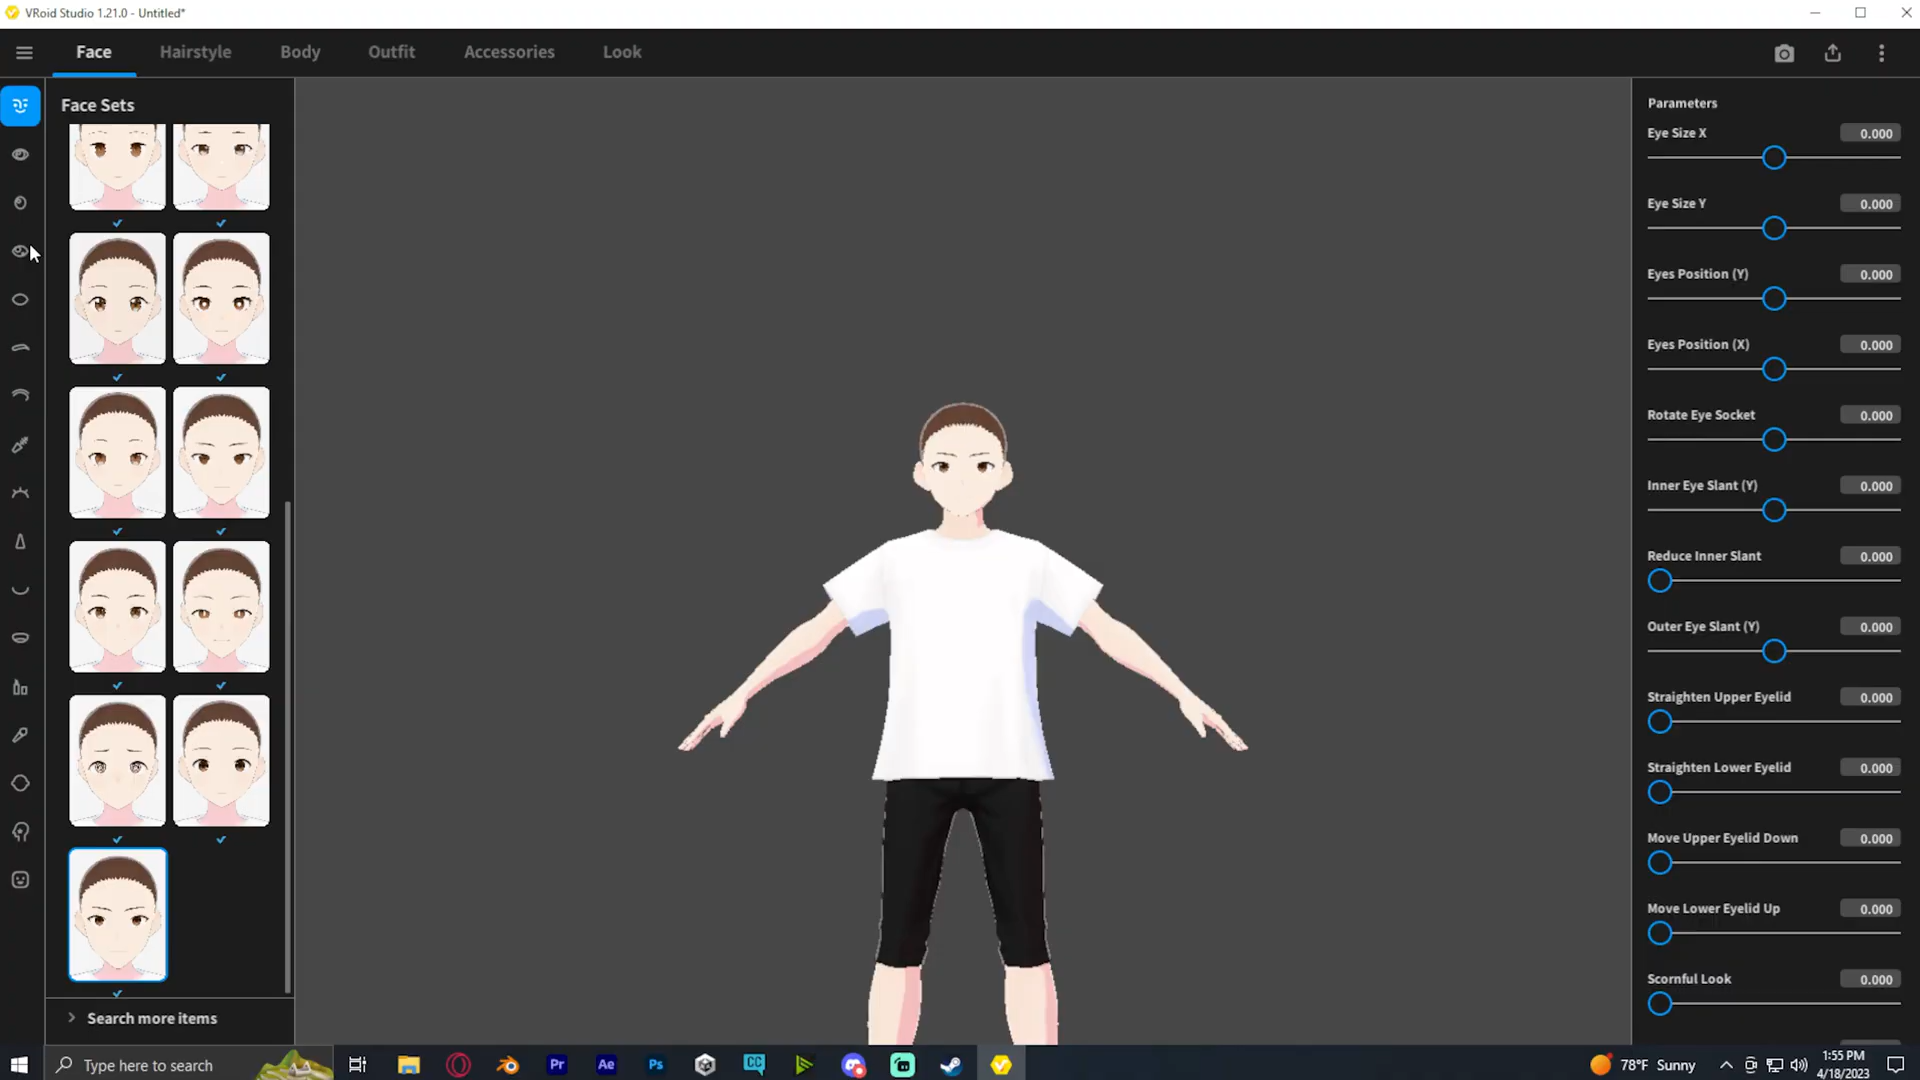 VRoid Studio 1.21.0 - Untitled*
Face
Hairstyle
Body
Outfit
Accessories
Look
Face Sets
Search more items
Parameters
Eye Size X 0.000
Eye Size Y 0.000
Eyes Position (Y) 0.000
Eyes Position (X) 0.000
Rotate Eye Socket 0.000
Inner Eye Slant (Y) 0.000
Reduce Inner Slant 0.000
Outer Eye Slant (Y) 0.000
Straighten Upper Eyelid 0.000
Straighten Lower Eyelid 0.000
Move Upper Eyelid Down 0.000
Move Lower Eyelid Up 0.000
Scornful Look 0.000
Type here to search
Pr
Ae
Ps
CC
78°F Sunny
1:55 PM
4/18/2023